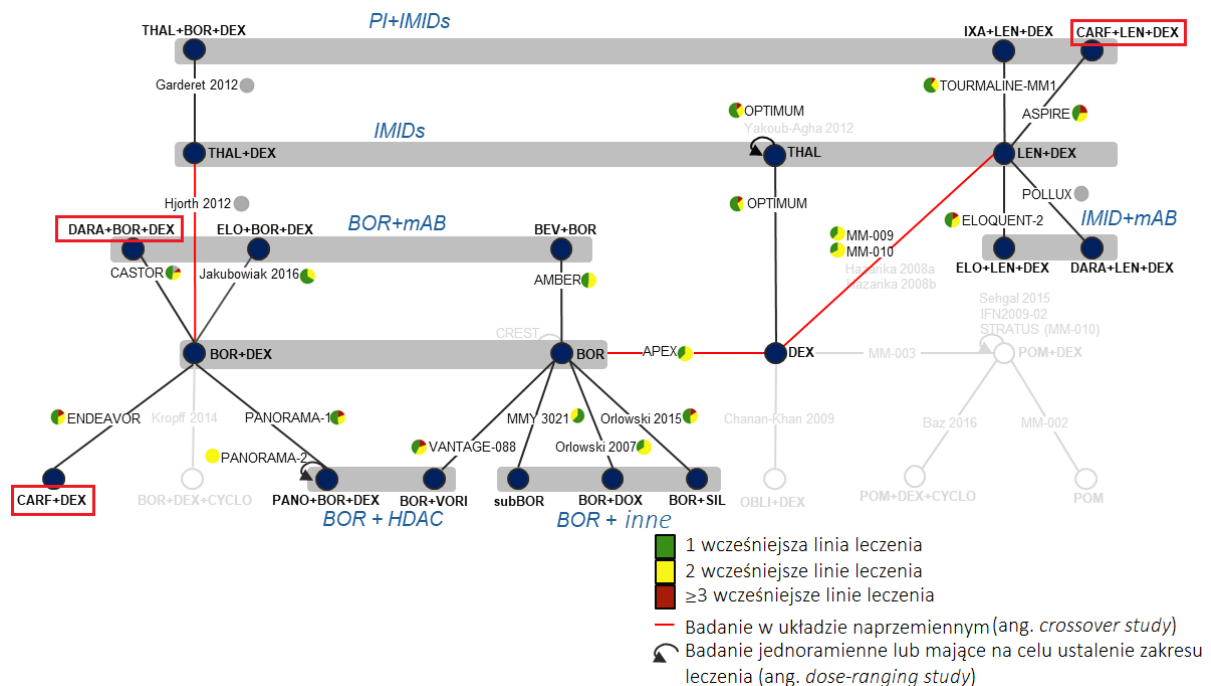 PI+IMIDs
THAL+BOR+DEX
IXA+LEN+DEX
CARF+LEN+DEX
Garderet 2012
TOURMALINE-MM1
ASPIRE
IMIDs
OPTIMUM
Yakoub-Agha 2012
THAL+DEX
THAL
LEN+DEX
Hjorth 2012
OPTIMUM
POLLUX
BOR+mAB
IMID+mAB
DARA+BOR+DEX
ELO+BOR+DEX
BEV+BOR
MM-009
MM-010
ELOQUENT-2
Hazarika 2008a
Hazarika 2008b
ELO+LEN+DEX
DARA+LEN+DEX
CASTOR
Jakubowiak 2016
AMBER
Sehgal 2015
IFN2009-02
STRATUS (MM-010)
CREST
BOR+DEX
BOR
APEX
DEX
MM-003
POM+DEX
ENDEAVOR
Kropff 2014
PANORAMA-1
MMY 3021
Orlowski 2015
Chanan-Khan 2009
Baz 2016
MM-002
PANORAMA-2
VANTAGE-088
Orlowski 2007
CARF+DEX
BOR+DEX+CYCLO
PANO+BOR+DEX
BOR+VORI
subBOR
BOR+DOX
BOR+SIL
OBLI+DEX
POM+DEX+CYCLO
POM
BOR + HDAC
BOR + inne
1 wcześniejsza linia leczenia
2 wcześniejsze linie leczenia
≥3 wcześniejsze linie leczenia
Badanie w układzie naprzemiennym (ang. crossover study)
Badanie jednoramienne lub mające na celu ustalenie zakresu
leczenia (ang. dose-ranging study)